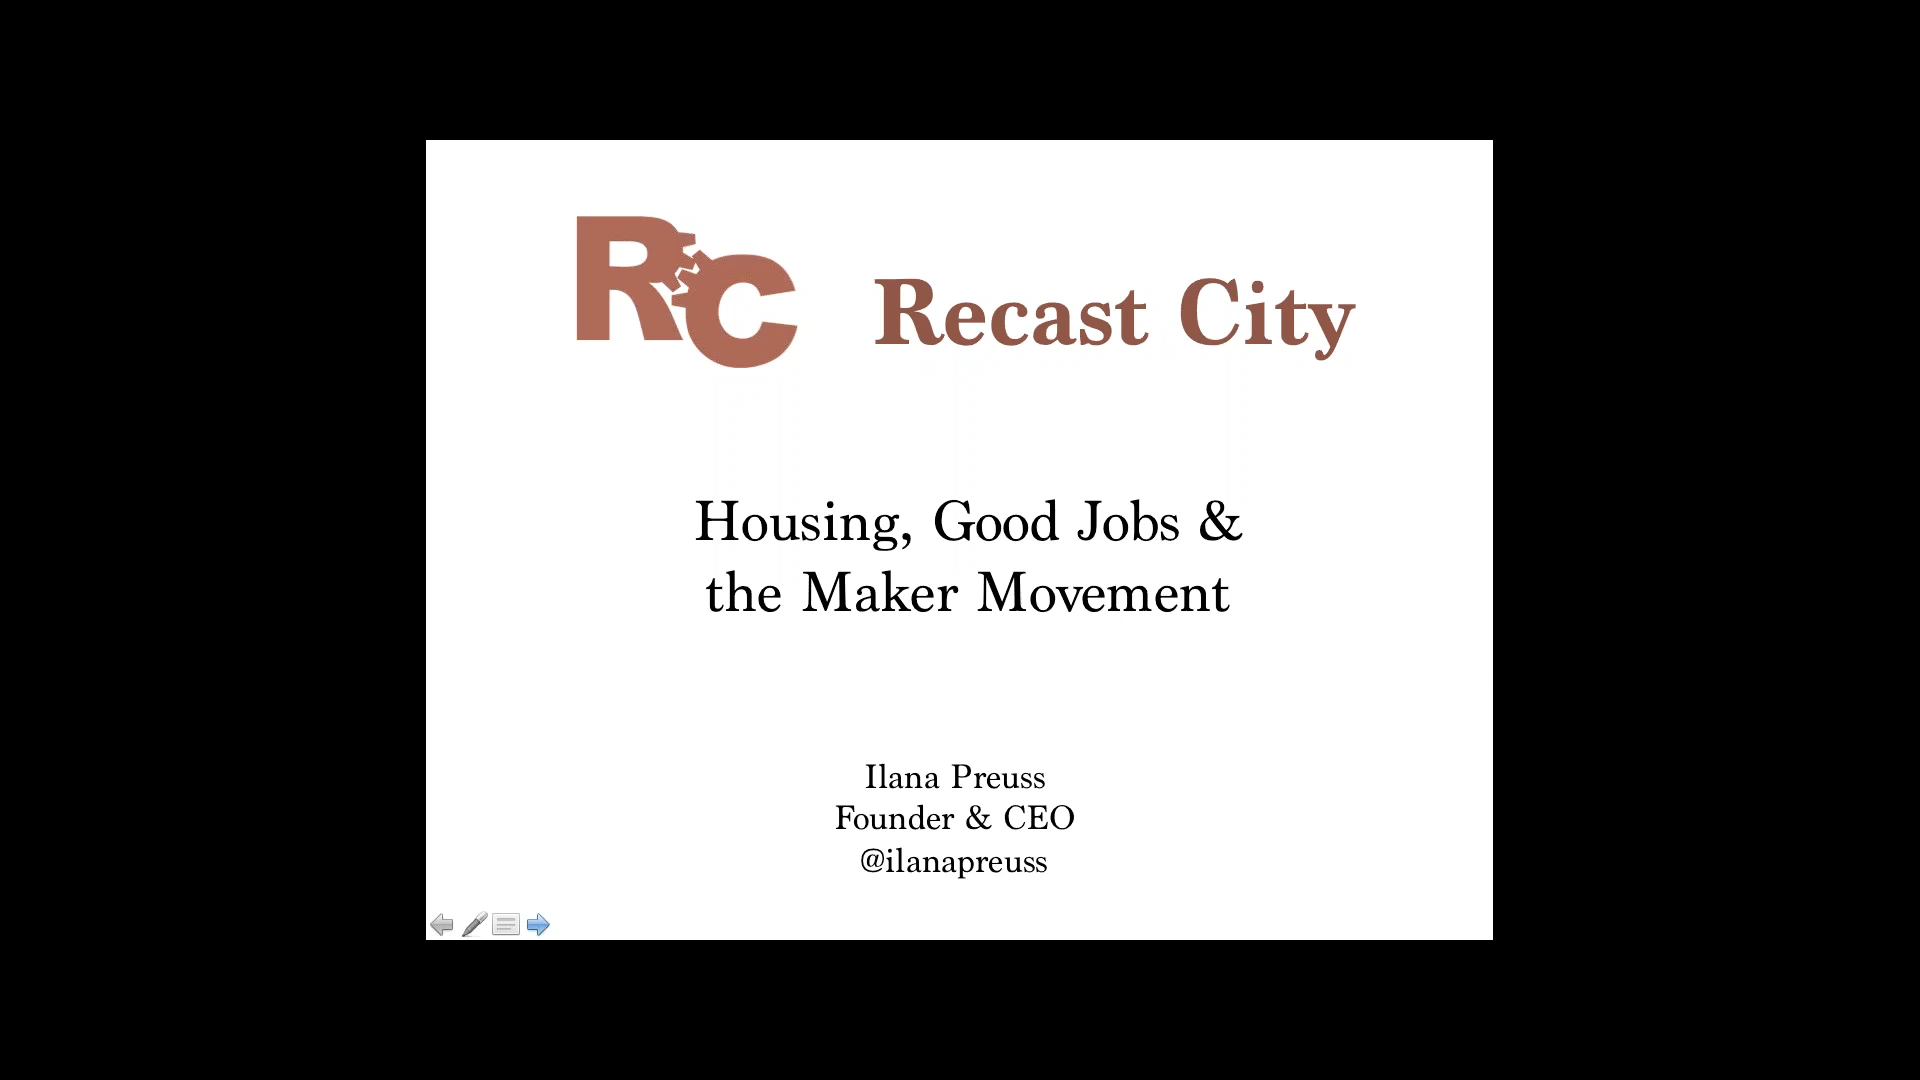 RC Recast City
Housing, Good Jobs &
the Maker Movement
Ilana Preuss
Founder & CEO
@ilanapreuss